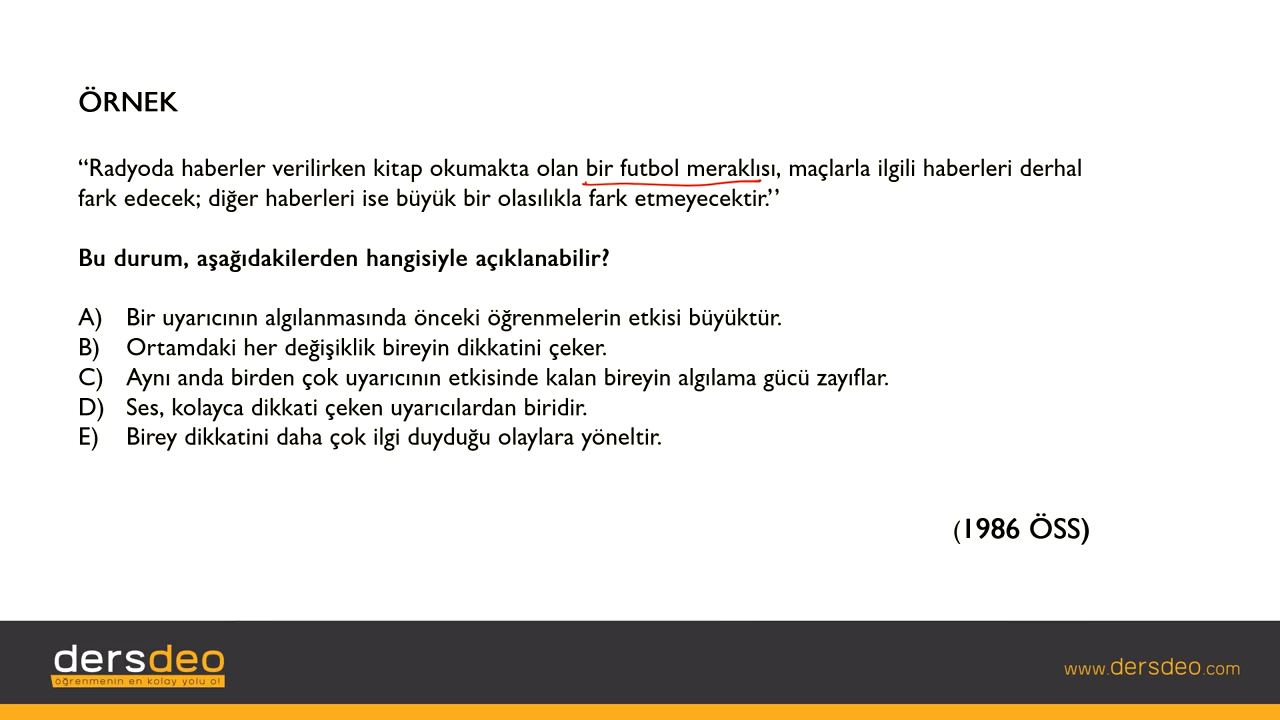 ÖRNEK
“Radyoda haberler verilirken kitap okumakta olan bir futbol meraklısı, maçlarla ilgili haberleri derhal
fark edecek; diğer haberleri ise büyük bir olasılıkla fark etmeyecektir.’’
Bu durum, aşağıdakilerden hangisiyle açıklanabilir?
A) Bir uyarıcının algılanmasında önceki öğrenmelerin etkisi büyüktür.
B) Ortamdaki her değişiklik bireyin dikkatini çeker.
C) Aynı anda birden çok uyarıcının etkisinde kalan bireyin algılama gücü zayıflar.
D) Ses, kolayca dikkati çeken uyarıcılardan biridir.
E) Birey dikkatini daha çok ilgi duyduğu olaylara yöneltir.
(1986 ÖSS)
dersdeo
öğrenmenin en kolay yolu o!
www.dersdeo.com